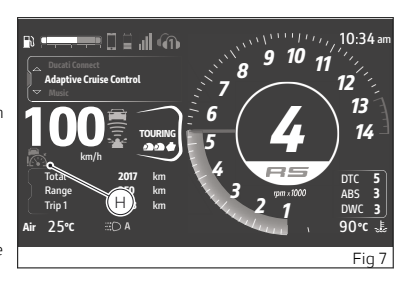 10:34 am
Ducati Connect
Adaptive Cruise Control
Music
100
km/h
TOURING
Total 2017 km
Range km
Trip 1 km
H
Air 25°C
A
1
2
3
4
5
6
7
8
9
10
11
12
13
14
4
RS
rpm x1000
DTC 5
ABS 3
DWC 3
90°C
Fig 7